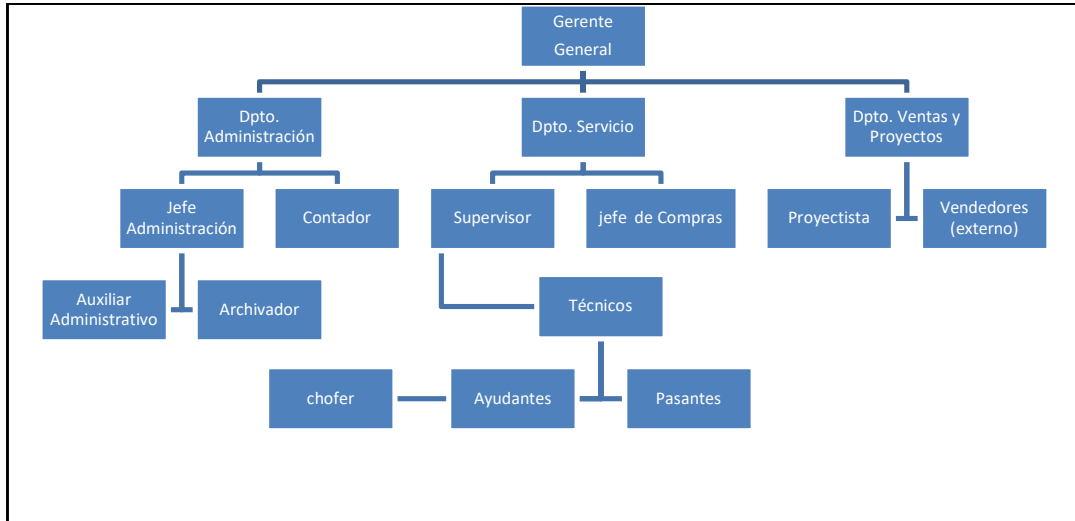 Gerente
General
Dpto.
Administración
Dpto. Servicio
Dpto. Ventas y
Proyectos
Jefe
Administración
Contador
Supervisor
jefe de Compras
Proyectista
Vendedores
(externo)
Auxiliar
Administrativo
Archivador
Técnicos
chofer
Ayudantes
Pasantes